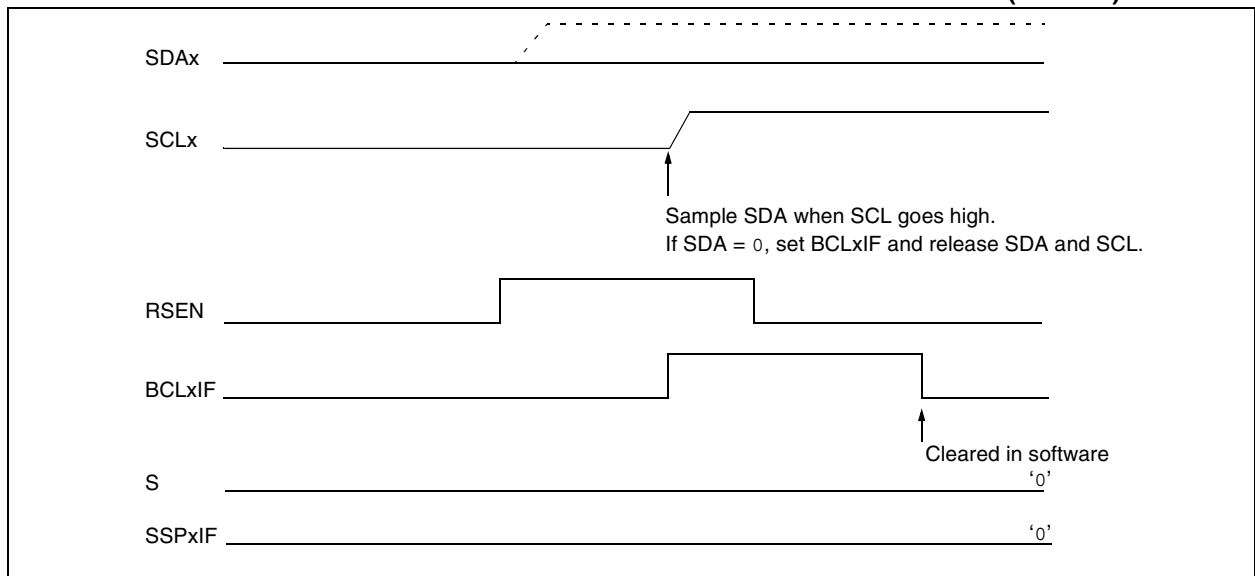 SDAx
SCLx
Sample SDA when SCL goes high.
If SDA = 0, set BCLxIF and release SDA and SCL.
RSEN
BCLxIF
Cleared in software
S
‘0’
SSPxIF
‘0’